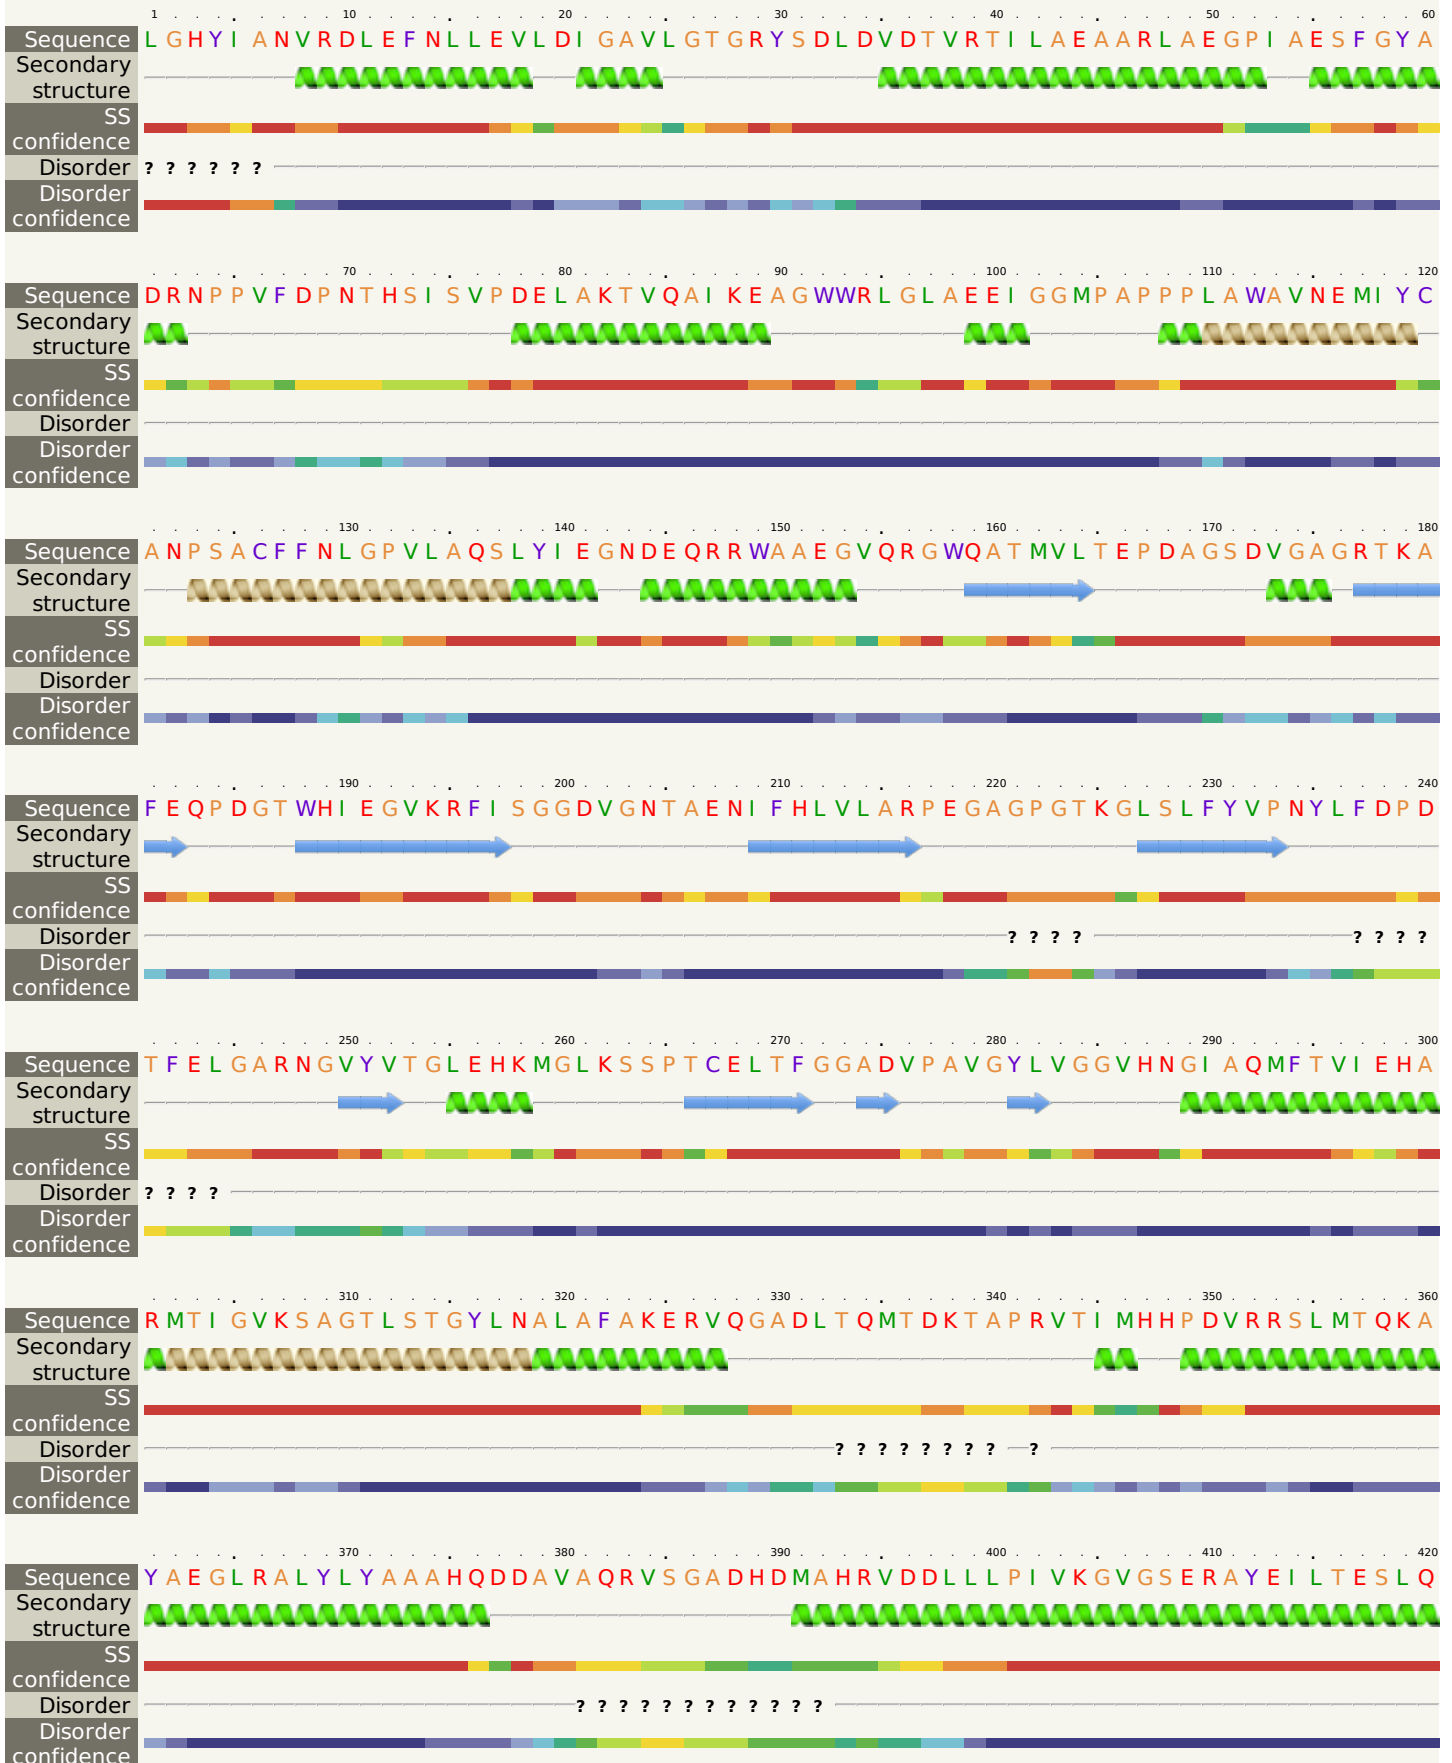 1 . . . . . . . . 10 . . . . . . . . . 20 . . . . . . . . . 30 . . . . . . . . . 40 . . . . . . . . . 50 . . . . . . . . . 60
Sequence L G H Y I A N V R D L E F N L L E V L D I G A V L G T G R Y S D L D V D T V R T I L A E A A R L A E G P I A E S F G Y A
Secondary
structure
SS
confidence
Disorder ? ? ? ? ? ?
Disorder
confidence
. . . . . . . . . 70 . . . . . . . . . 80 . . . . . . . . . 90 . . . . . . . . . 100 . . . . . . . . . 110 . . . . . . . . . 120
Sequence D R N P P V F D P N T H S I S V P D E L A K T V Q A I K E A G W W R L G L A E E I G G M P A P P P L A W A V N E M I Y C
Secondary
structure
SS
confidence
Disorder
Disorder
confidence
. . . . . . . . . 130 . . . . . . . . . 140 . . . . . . . . . 150 . . . . . . . . . 160 . . . . . . . . . 170 . . . . . . . . . 180
Sequence A N P S A C F F N L G P V L A Q S L Y I E G N D E Q R R W A A E G V Q R G W Q A T M V L T E P D A G S D V G A G R T K A
Secondary
structure
SS
confidence
Disorder
Disorder
confidence
. . . . . . . . . 190 . . . . . . . . . 200 . . . . . . . . . 210 . . . . . . . . . 220 . . . . . . . . . 230 . . . . . . . . . 240
Sequence F E Q P D G T W H I E G V K R F I S G G D V G N T A E N I F H L V L A R P E G A G P G T K G L S L F Y V P N Y L F D P D
Secondary
structure
SS
confidence
Disorder ? ? ? ? ? ? ? ?
Disorder
confidence
. . . . . . . . . 250 . . . . . . . . . 260 . . . . . . . . . 270 . . . . . . . . . 280 . . . . . . . . . 290 . . . . . . . . . 300
Sequence T F E L G A R N G V Y V T G L E H K M G L K S S P T C E L T F G G A D V P A V G Y L V G G V H N G I A Q M F T V I E H A
Secondary
structure
SS
confidence
Disorder ? ? ? ?
Disorder
confidence
. . . . . . . . . 310 . . . . . . . . . 320 . . . . . . . . . 330 . . . . . . . . . 340 . . . . . . . . . 350 . . . . . . . . . 360
Sequence R M T I G V K S A G T L S T G Y L N A L A F A K E R V Q G A D L T Q M T D K T A P R V T I M H H P D V R R S L M T Q K A
Secondary
structure
SS
confidence
Disorder ? ? ? ? ? ? ? ? ?
Disorder
confidence
. . . . . . . . . 370 . . . . . . . . . 380 . . . . . . . . . 390 . . . . . . . . . 400 . . . . . . . . . 410 . . . . . . . . . 420
Sequence Y A E G L R A L Y L Y A A A H Q D D A V A Q R V S G A D H D M A H R V D D L L L P I V K G V G S E R A Y E I L T E S L Q
Secondary
structure
SS
confidence
Disorder ? ? ? ? ? ? ? ? ? ? ? ?
Disorder
confidence